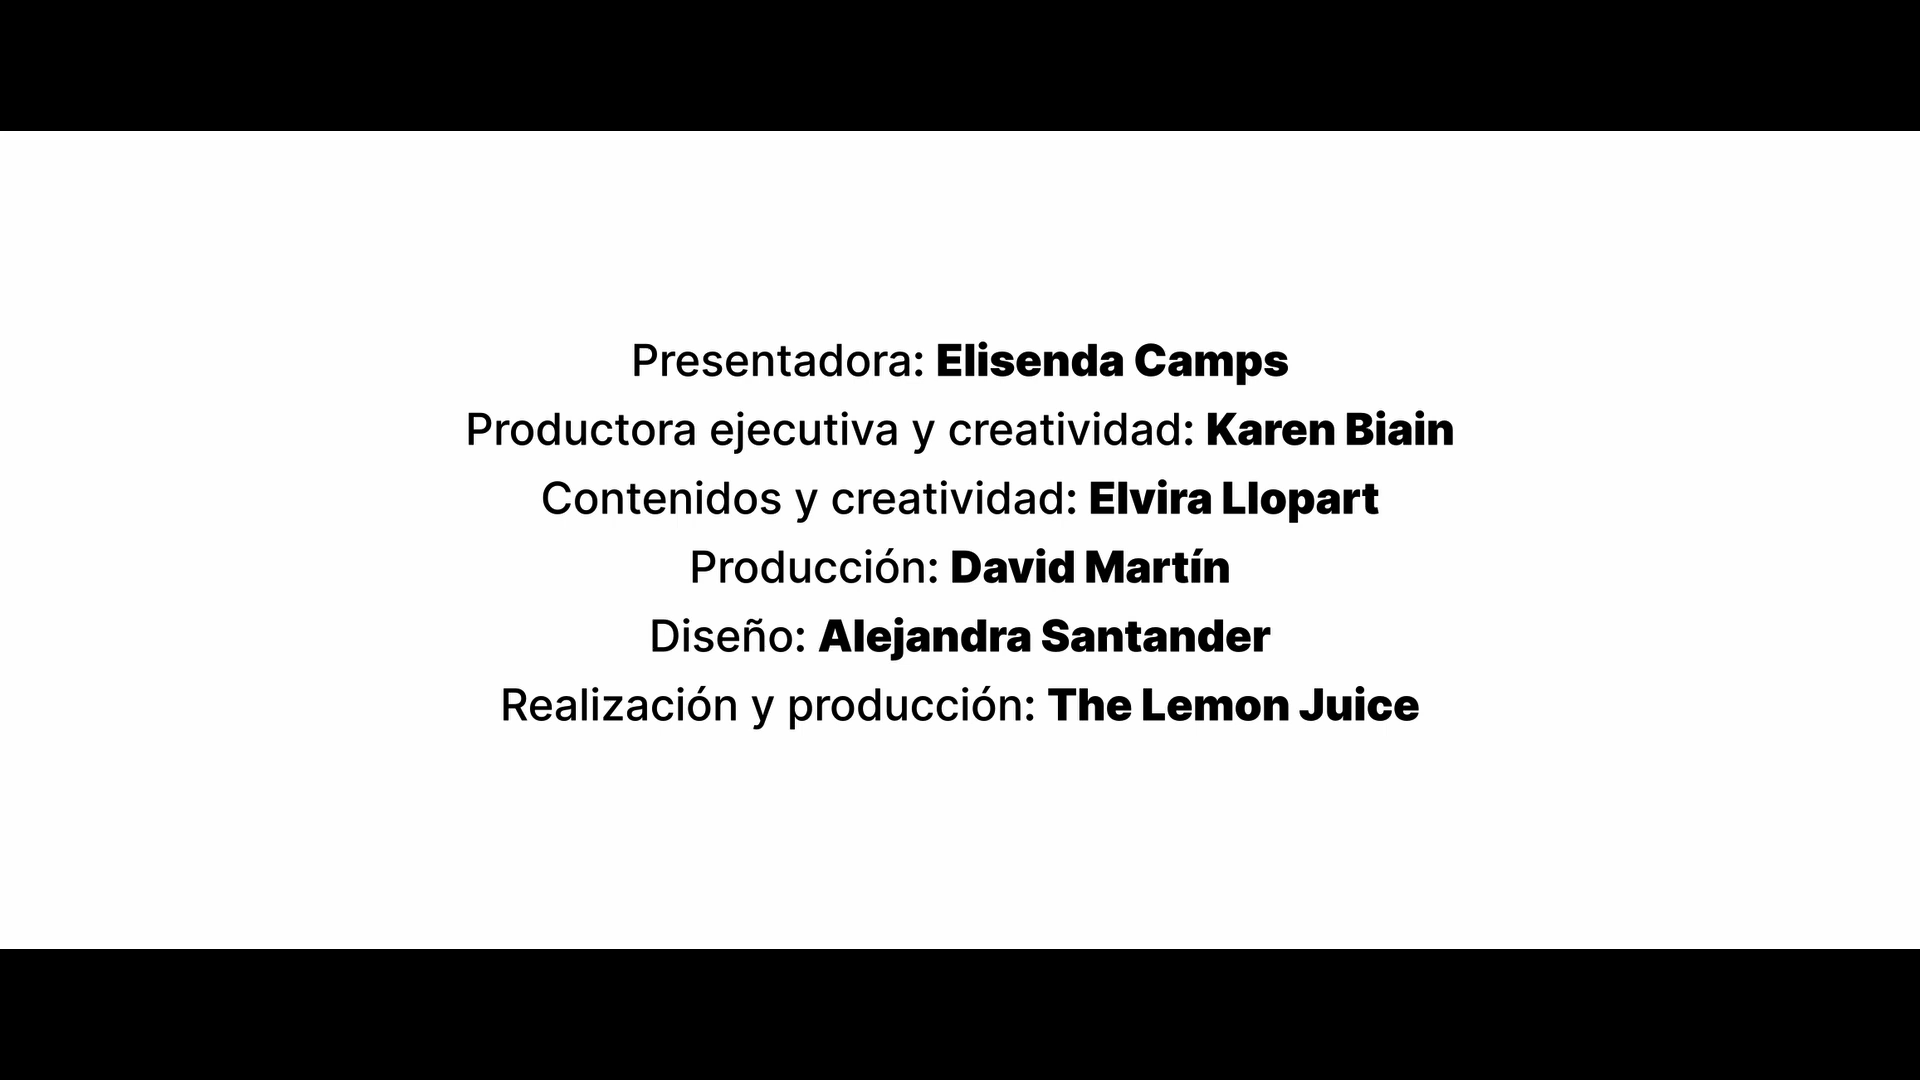 Presentadora: Elisenda Camps
Productora ejecutiva y creatividad: Karen Biain
Contenidos y creatividad: Elvira Llopart
Producción: David Martín
Diseño: Alejandra Santander
Realización y producción: The Lemon Juice